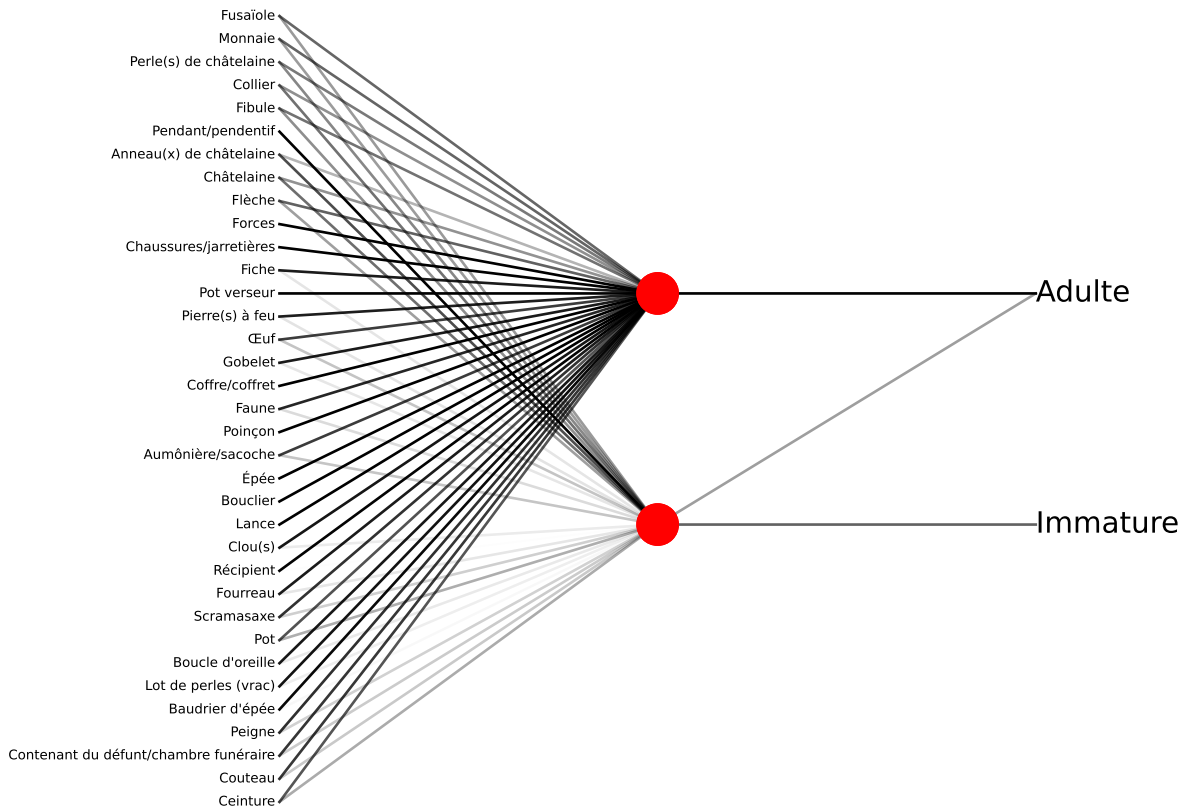 Fusaïole
Monnaie
Perle(s) de châtelaine
Collier
Fibule
Pendant/pendentif
Anneau(x) de châtelaine
Châtelaine
Flèche
Forces
Chaussures/jarretières
Fiche
Pot verseur
Pierre(s) à feu
Œuf
Gobelet
Coffre/coffret
Faune
Poinçon
Aumônière/sacoche
Épée
Bouclier
Lance
Clou(s)
Récipient
Fourreau
Scramasaxe
Pot
Boucle d'oreille
Lot de perles (vrac)
Baudrier d'épée
Peigne
Contenant du défunt/chambre funéraire
Couteau
Ceinture
Adulte
Immature